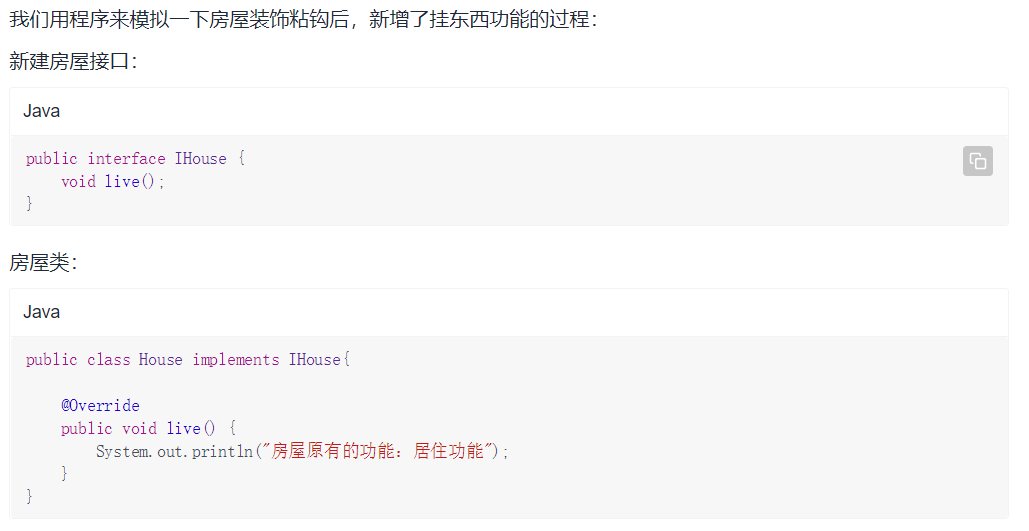 我们用程序来模拟一下房屋装饰粘钩后，新增了挂东西功能的过程：
新建房屋接口：
Java
public interface IHouse {
    void live();
}
房屋类：
Java
public class House implements IHouse{
    @Override
    public void live() {
        System.out.println("房屋原有的功能：居住功能");
    }
}